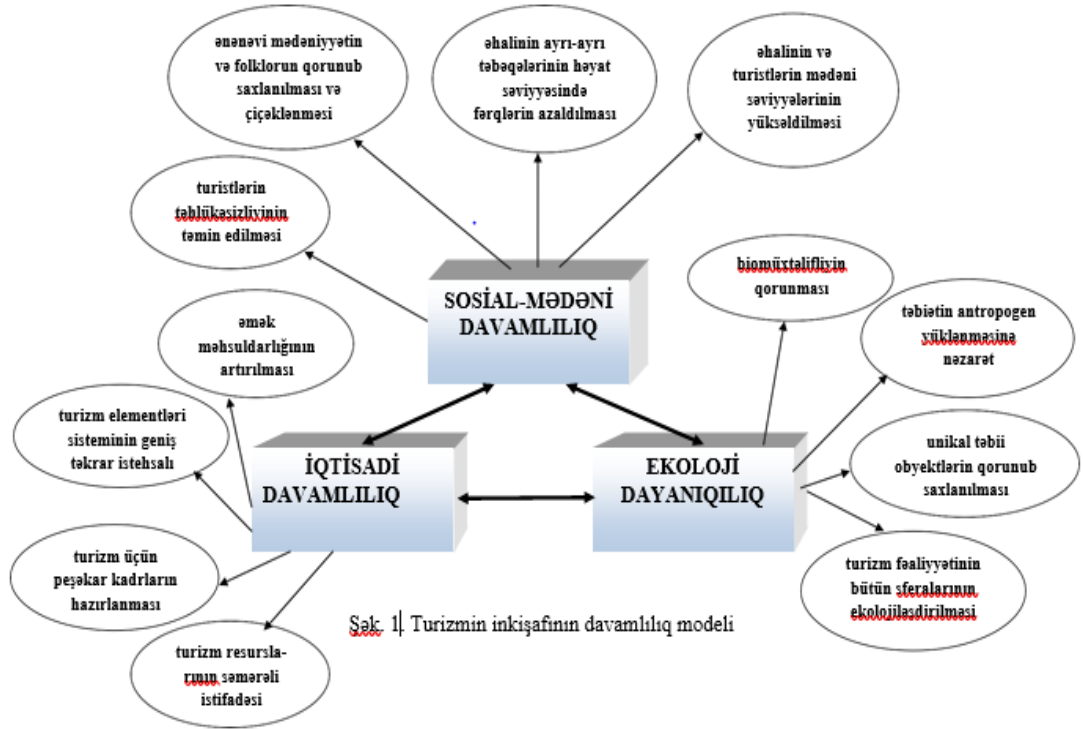 ənənəvi mədəniyyətin
və folklorun qorunub
saxlanılması və
çiçəklənməsi
əhalinin ayrı-ayrı
təbəqələrinin həyat
səviyyəsində
fərqlərin azaldılması
əhalinin və
turistlərin mədəni
səviyyələrinin
yüksəldilməsi
turistlərin
təhlükəsizliyinin
təmin edilməsi
SOSİAL-MƏDƏNİ
DAVAMLILIQ
biomüxtəlifliyin
qorunması
əmək
məhsuldarlığının
artırılması
təbiətin antropogen
yüklənməsinə
nəzarət
turizm elementləri
sisteminin geniş
təkrar istehsalı
İQTİSADİ
DAVAMLILIQ
EKOLOJİ
DAYANIQILIQ
unikal təbii
obyektlərin qorunub
saxlanılması
turizm üçün
peşəkar kadrların
hazırlanması
turizm fəaliyyətinin
bütün sferalarının
ekolojiləşdirilməsi
turizm resursla-
rının səmərəli
istifadəsi
Şək. 1. Turizmin inkişafının davamlılıq modeli